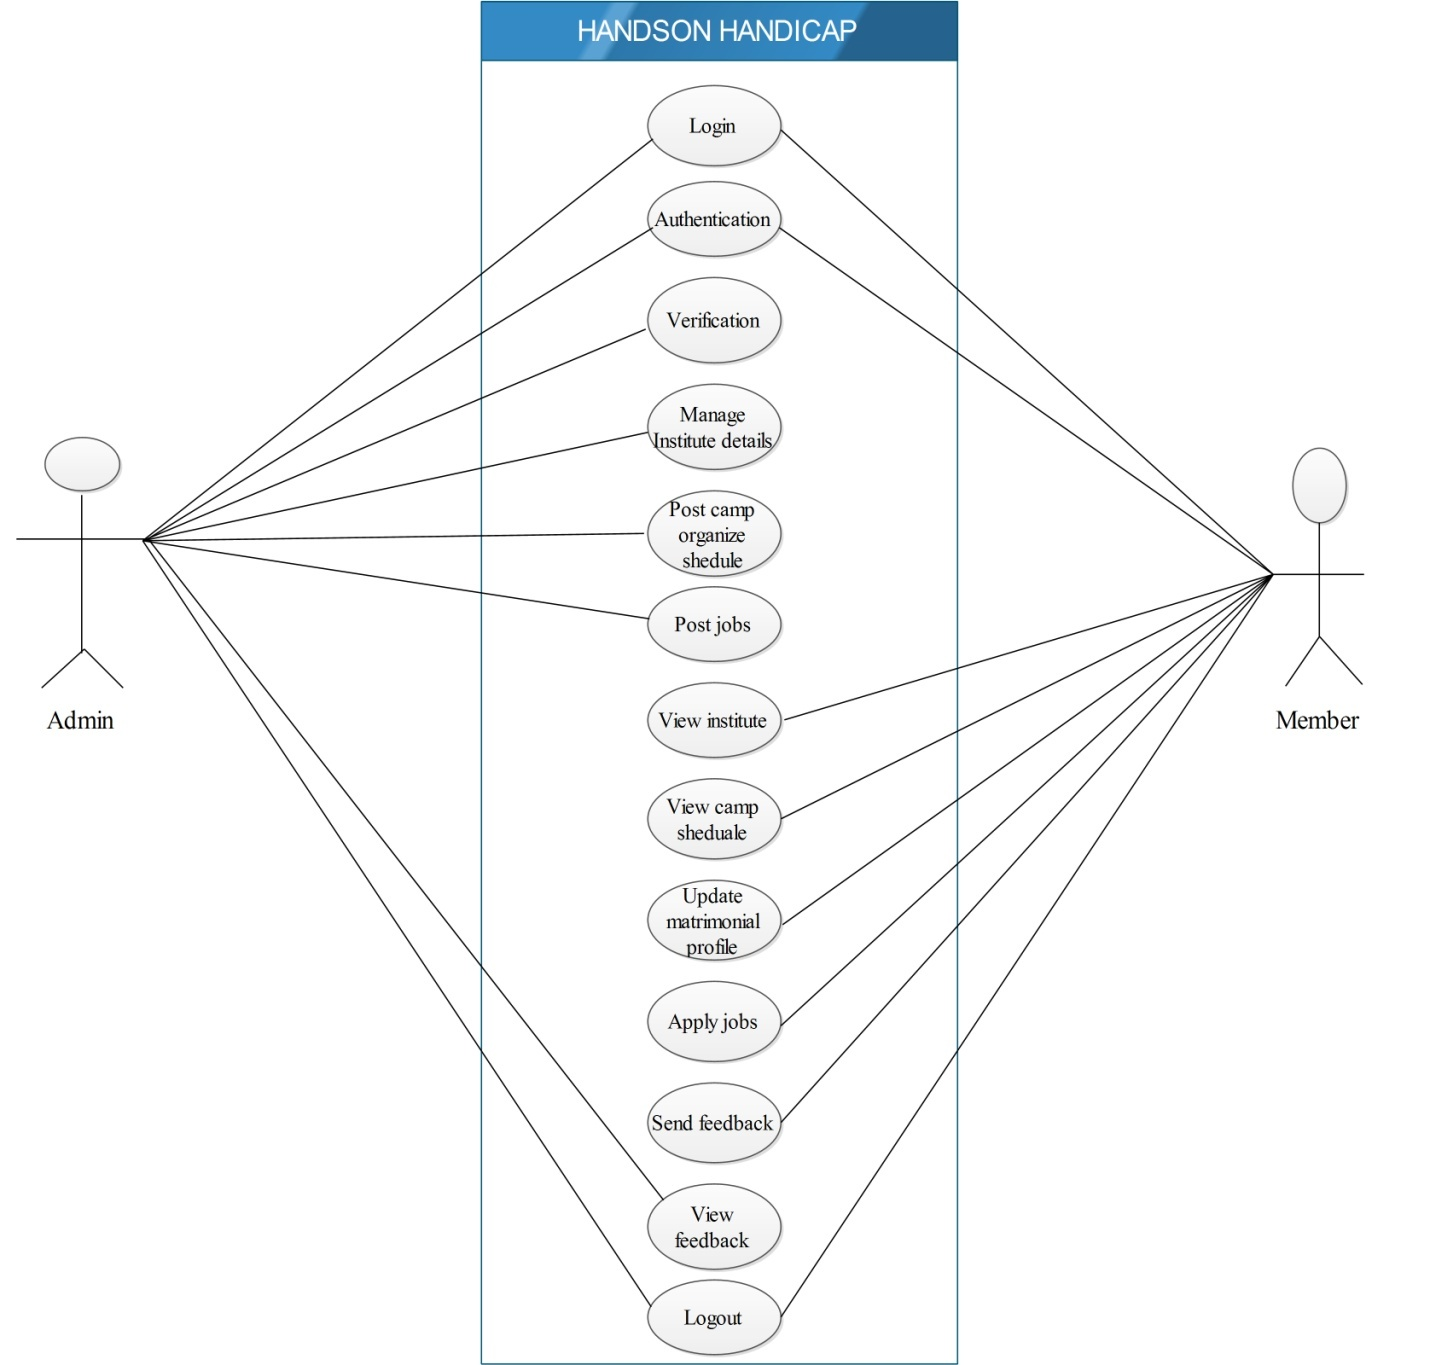 HANDSON HANDICAP
Login
Authentication
Verification
Manage
Institute details
Post camp
organize
shedule
Post jobs
View institute
View camp
sheduale
Update
matrimonial
profile
Apply jobs
Send feedback
View
feedback
Logout
Admin
Member